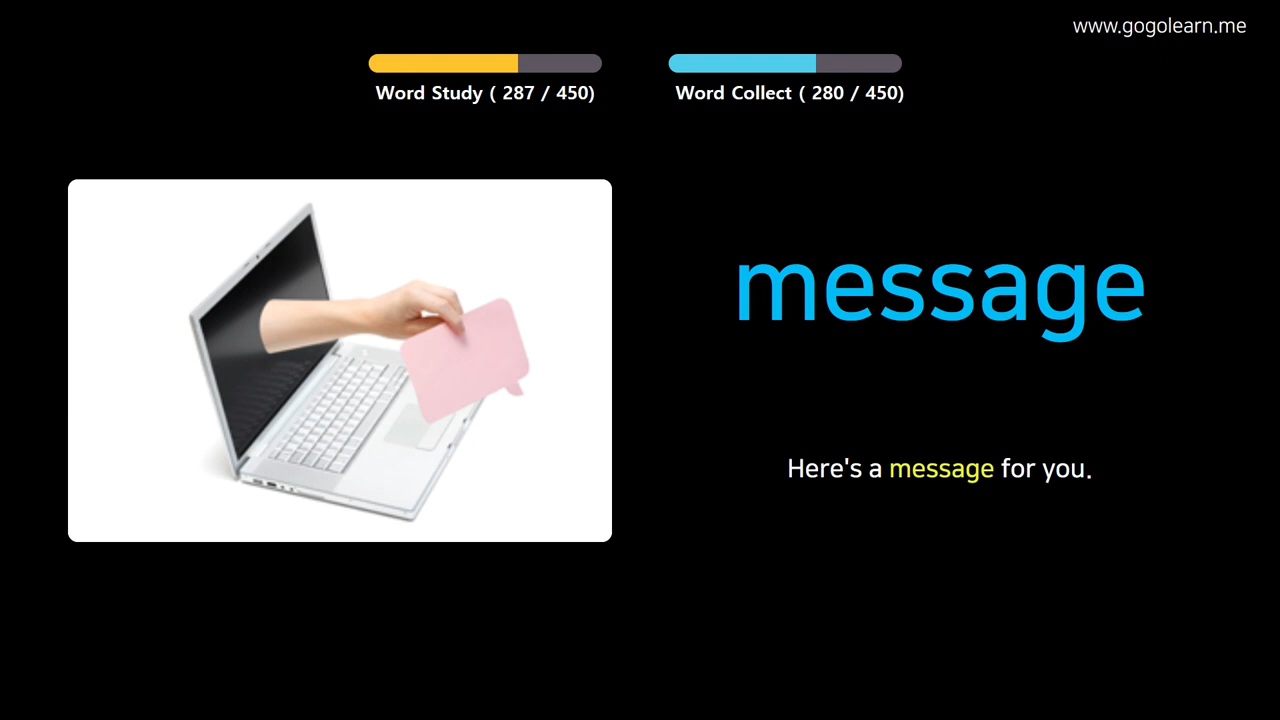 www.gogolearn.me
Word Study ( 287 / 450)
Word Collect ( 280 / 450)
message
Here's a message for you.